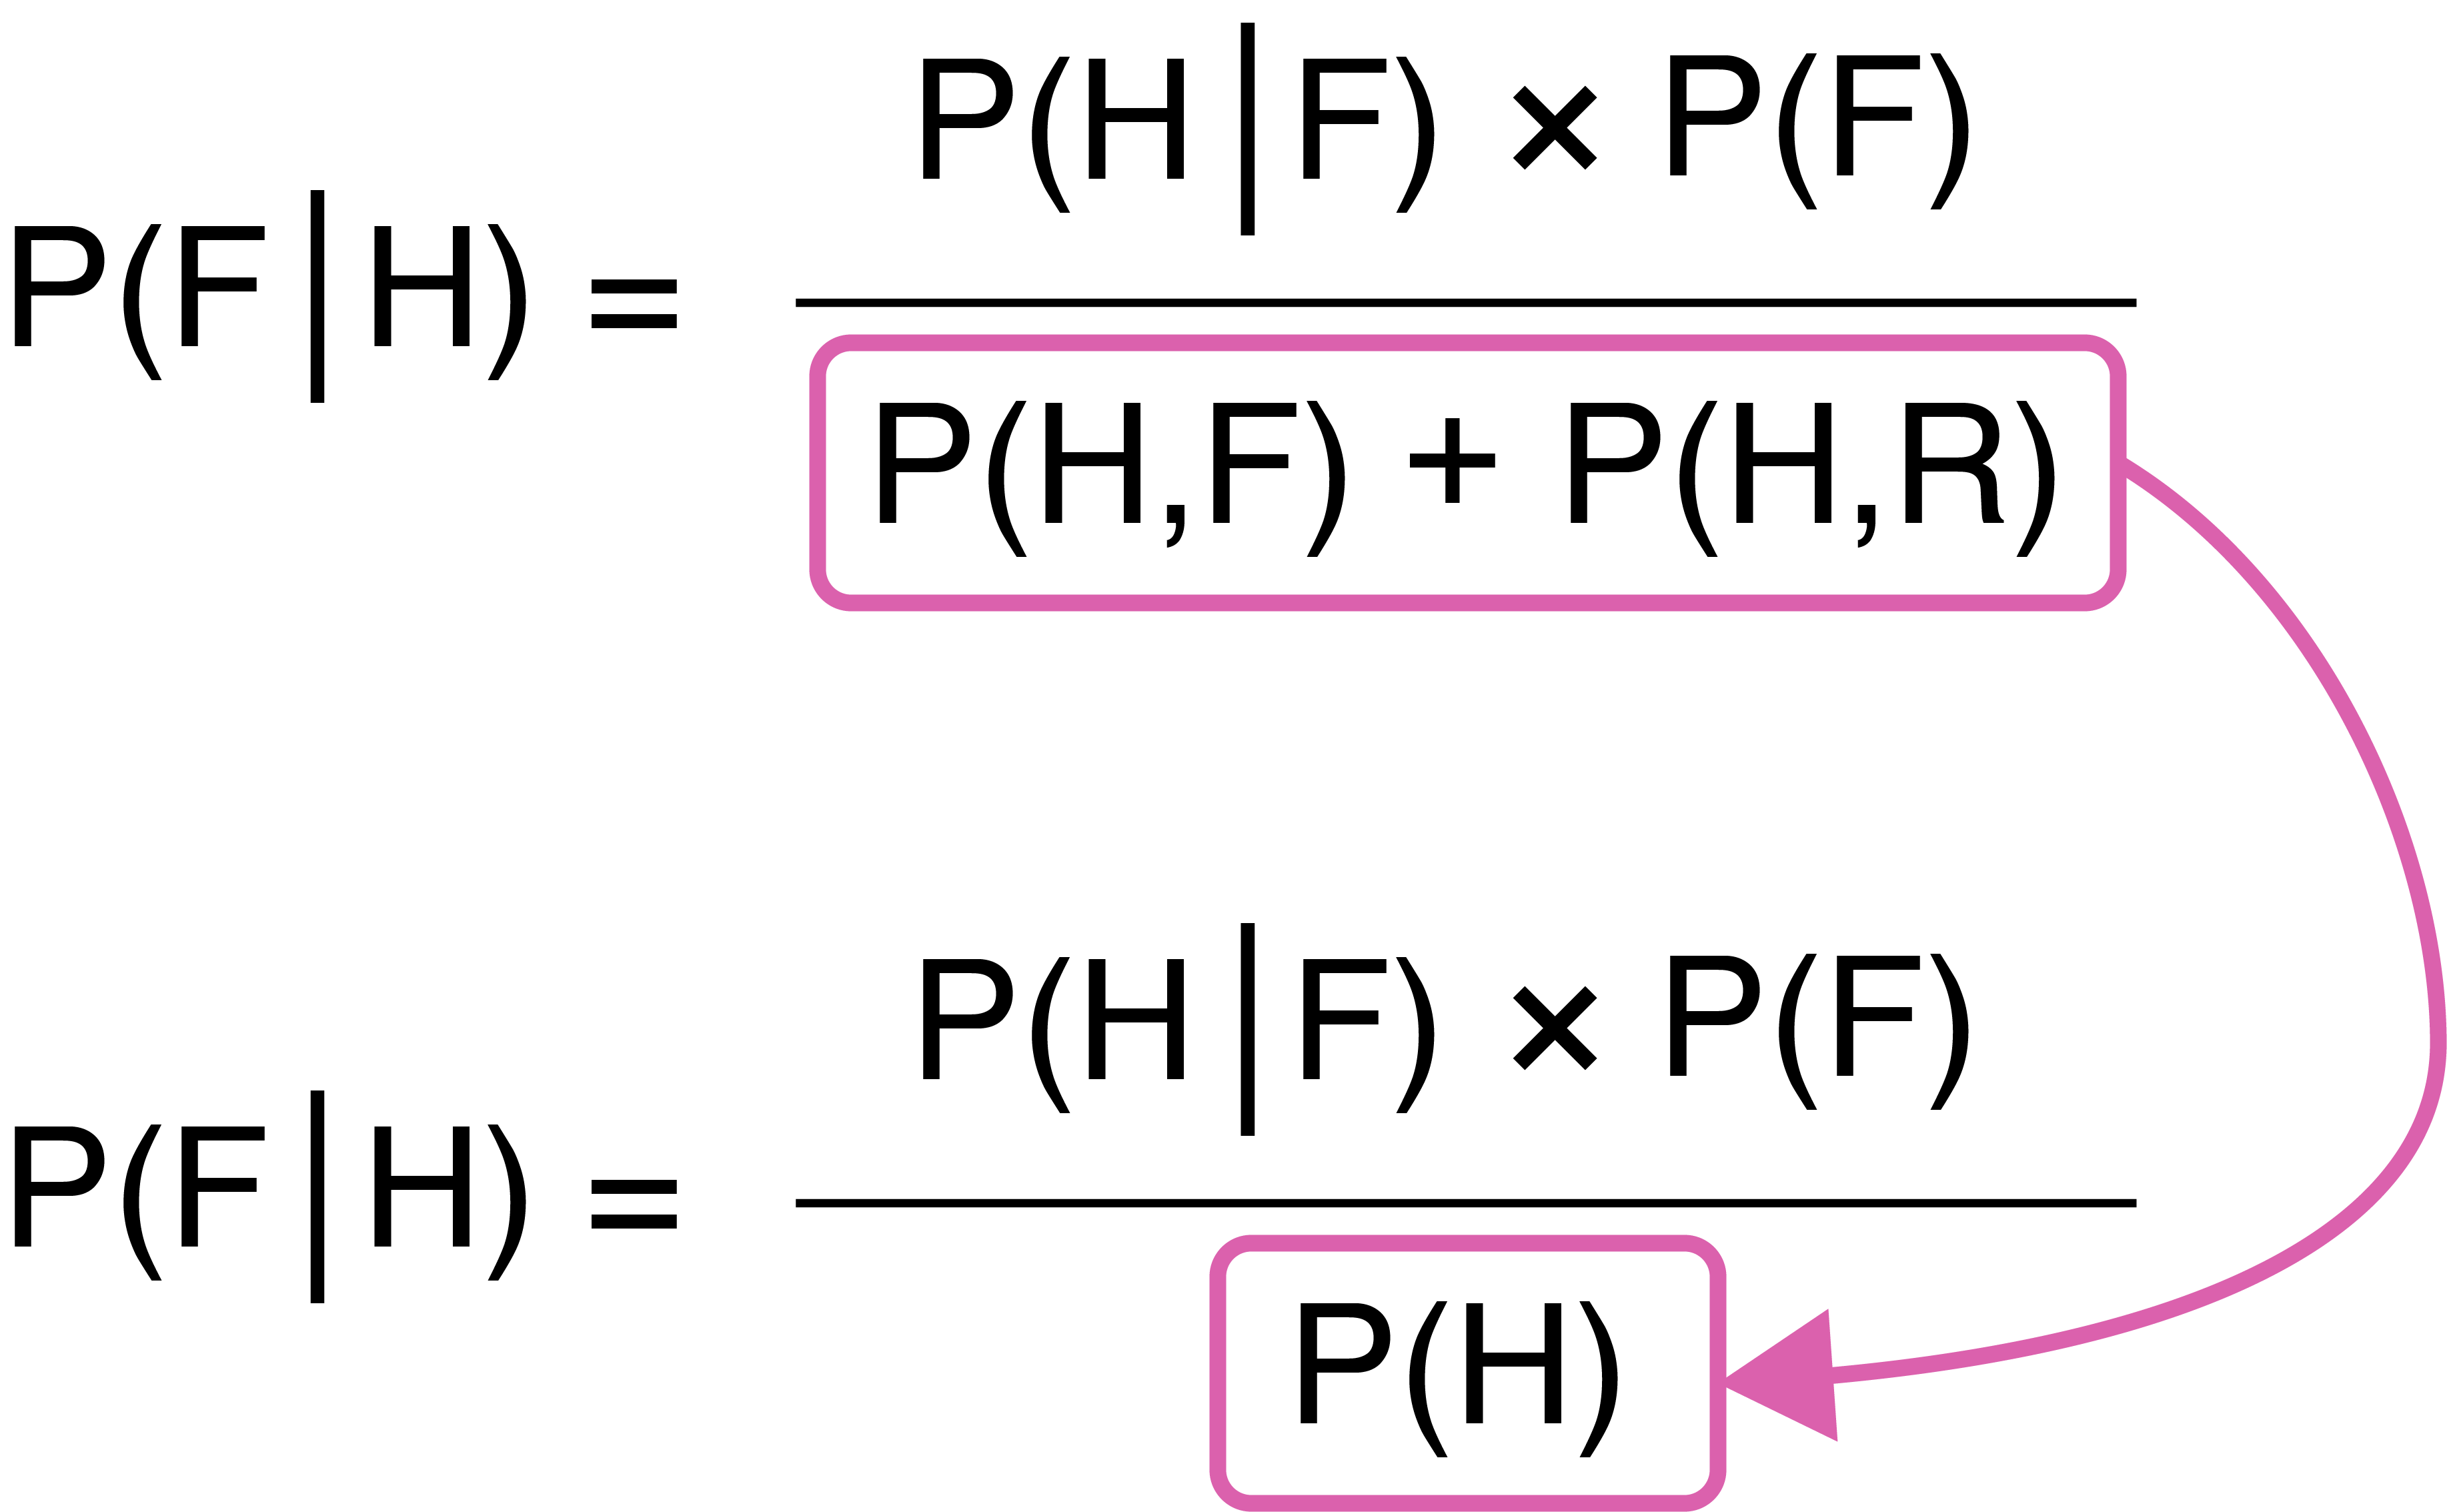 P(H | F) × P(F)
P(F | H) =
P(H,F) + P(H,R)
P(H | F) × P(F)
P(F | H) =
P(H)